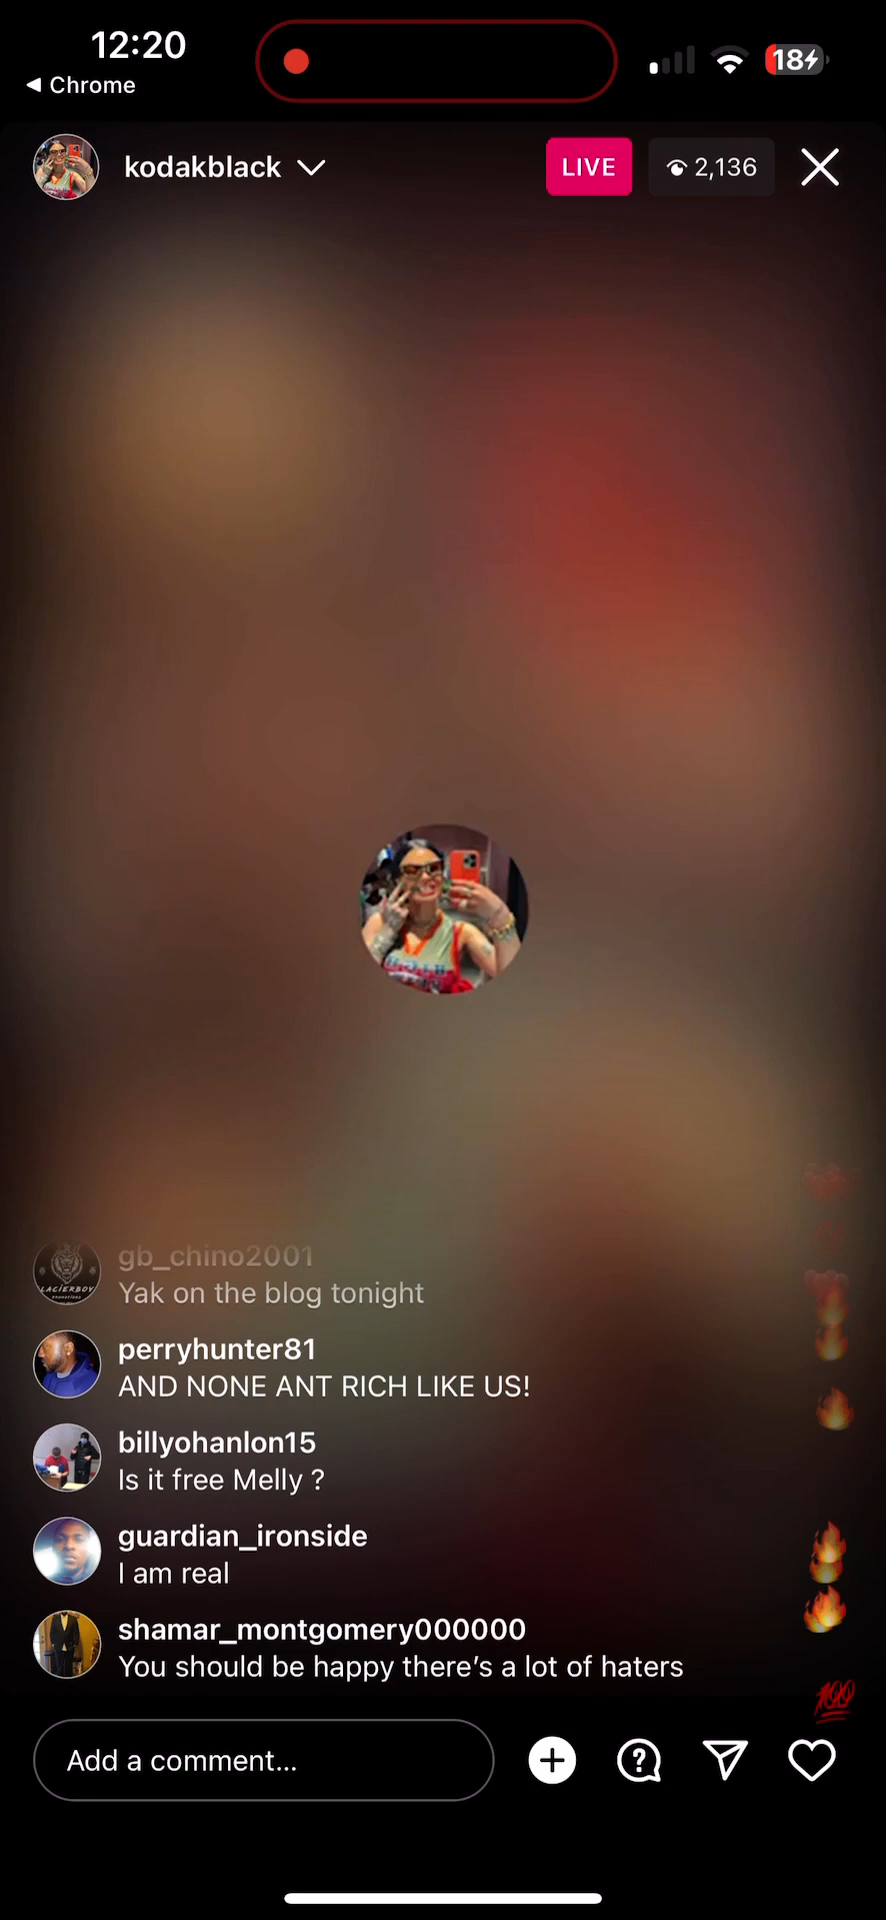 12:20
18
◀ Chrome
kodakblack
LIVE
2,136
gb_chino2001
Yak on the blog tonight
perryhunter81
AND NONE ANT RICH LIKE US!
billyohanlon15
Is it free Melly ?
guardian_ironside
I am real
shamar_montgomery000000
You should be happy there's a lot of haters
100
Add a comment...